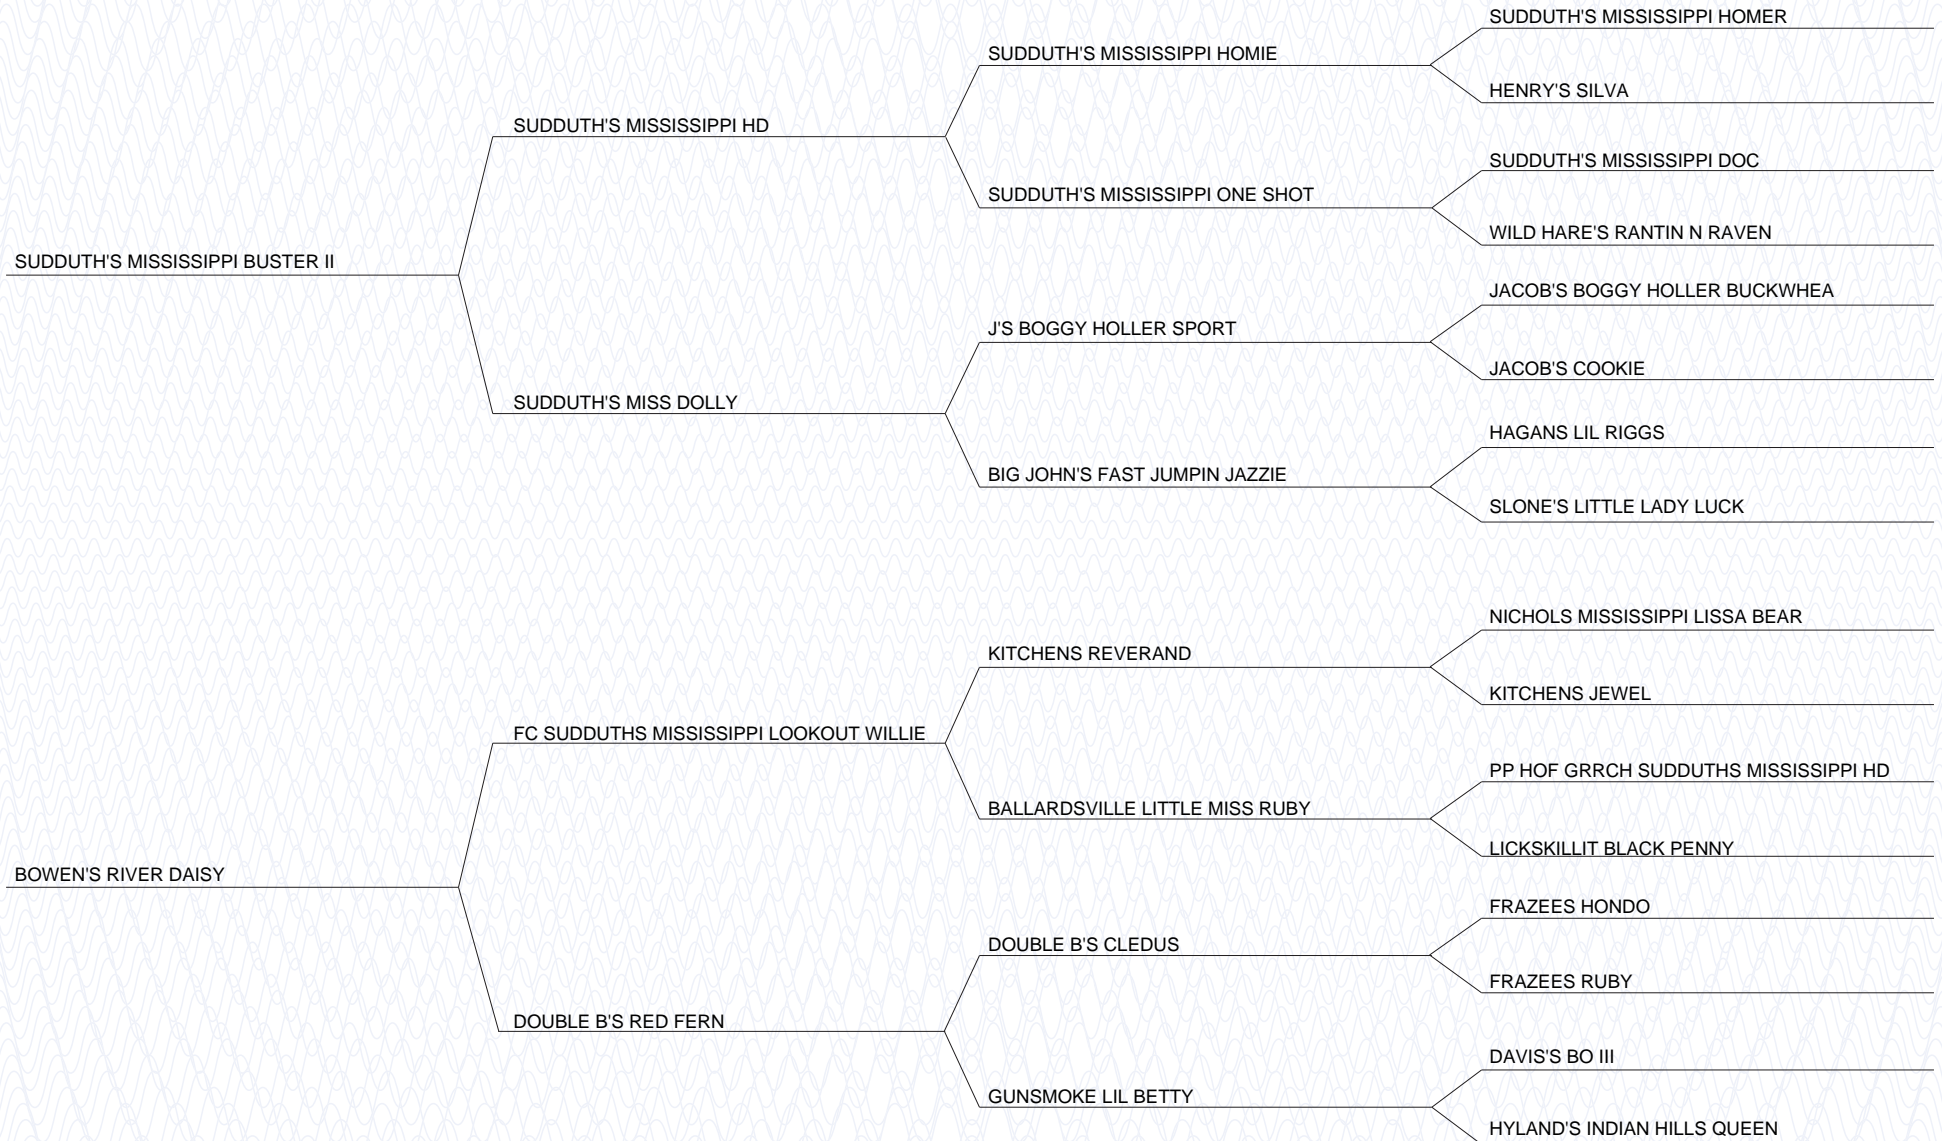 SUDDUTH'S MISSISSIPPI HOMER
SUDDUTH'S MISSISSIPPI HOMIE
HENRY'S SILVA
SUDDUTH'S MISSISSIPPI HD
SUDDUTH'S MISSISSIPPI DOC
SUDDUTH'S MISSISSIPPI ONE SHOT
WILD HARE'S RANTIN N RAVEN
SUDDUTH'S MISSISSIPPI BUSTER II
JACOB'S BOGGY HOLLER BUCKWHEA
J'S BOGGY HOLLER SPORT
JACOB'S COOKIE
SUDDUTH'S MISS DOLLY
HAGANS LIL RIGGS
BIG JOHN'S FAST JUMPIN JAZZIE
SLONE'S LITTLE LADY LUCK
NICHOLS MISSISSIPPI LISSA BEAR
KITCHENS REVERAND
KITCHENS JEWEL
FC SUDDUTHS MISSISSIPPI LOOKOUT WILLIE
PP HOF GRRCH SUDDUTHS MISSISSIPPI HD
BALLARDSVILLE LITTLE MISS RUBY
LICKSKILLIT BLACK PENNY
BOWEN'S RIVER DAISY
FRAZEES HONDO
DOUBLE B'S CLEDUS
FRAZEES RUBY
DOUBLE B'S RED FERN
DAVIS'S BO III
GUNSMOKE LIL BETTY
HYLAND'S INDIAN HILLS QUEEN